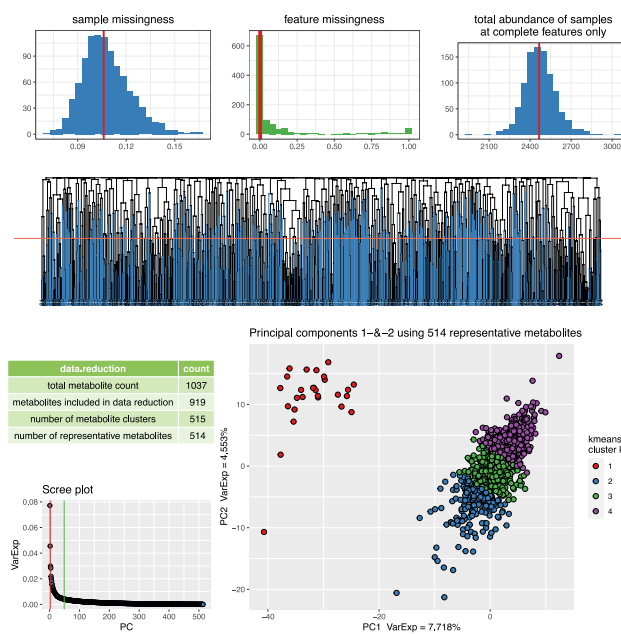 sample missingness
feature missingness
total abundance of samples
at complete features only
90
60
30
0
0.09
0.12
0.15
600
400
200
0
0.00
0.25
0.50
0.75
1.00
150
100
50
0
2100
2400
2700
3000
Principal components 1−&−2 using 514 representative metabolites
data.reduction count
total metabolite count 1037
metabolites included in data reduction 919
number of metabolite clusters 515
number of representative metabolites 514
Scree plot
VarExp
0.08
0.06
0.04
0.02
0.00
0
100
200
300
400
500
PC
PC2 VarExp = 4.553%
10
0
−10
−20
−40
−20
0
PC1 VarExp = 7.718%
kmeans
cluster
1
2
3
4